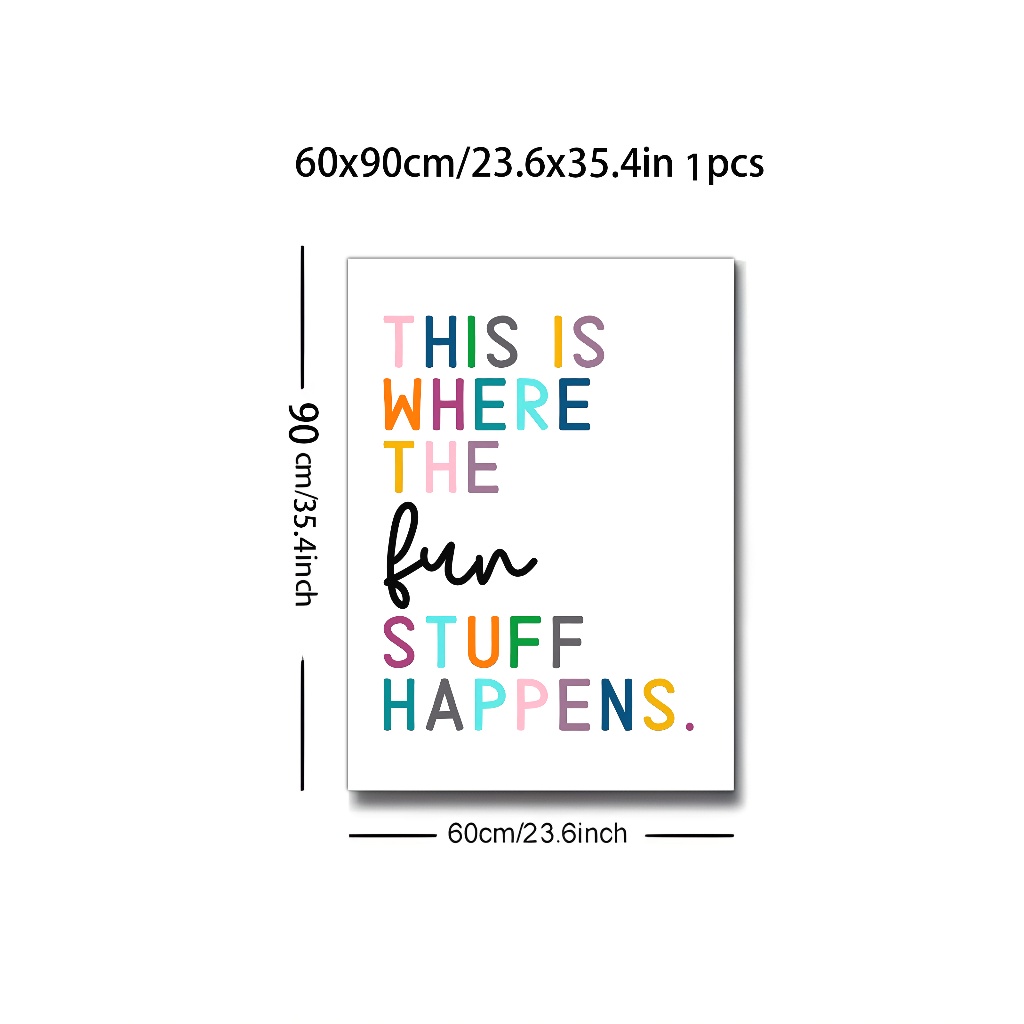 60x90cm/23.6x35.4in 1pcs
90 cm/35.4inch
THIS IS
WHERE
THE
fun
STUFF
HAPPENS.
60cm/23.6inch